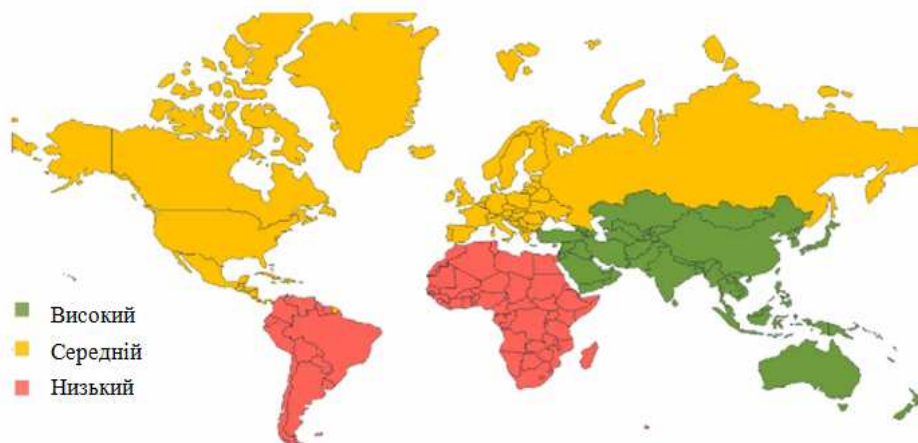 Високий
Середній
Низький